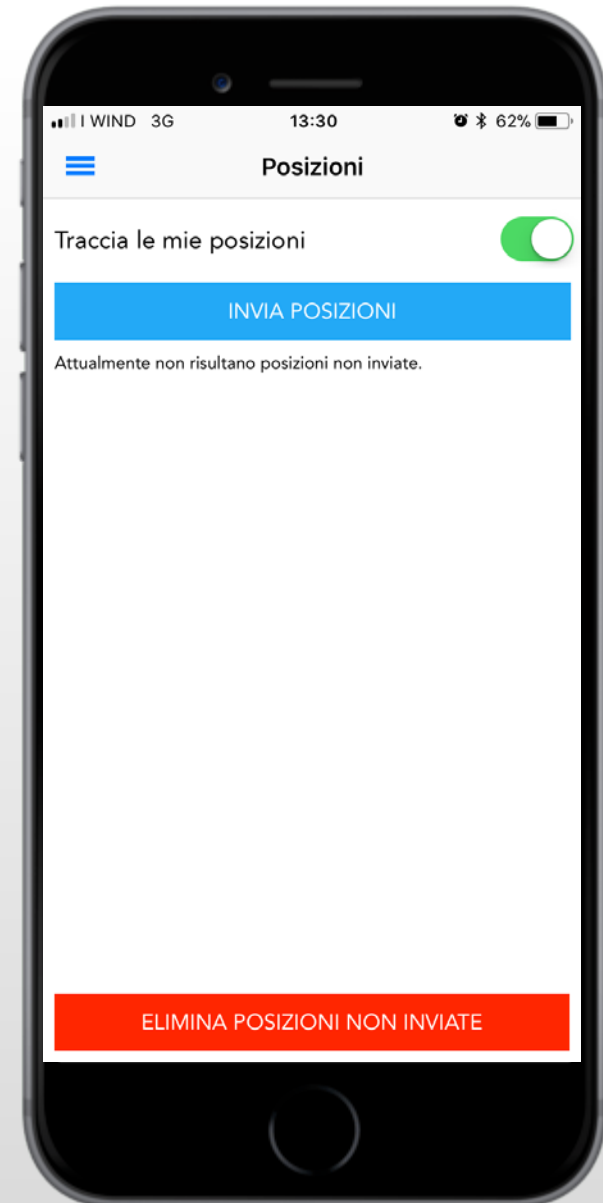 I WIND 3G 13:30 62%
Posizioni
Traccia le mie posizioni
INVIA POSIZIONI
Attualmente non risultano posizioni non inviate.
ELIMINA POSIZIONI NON INVIATE